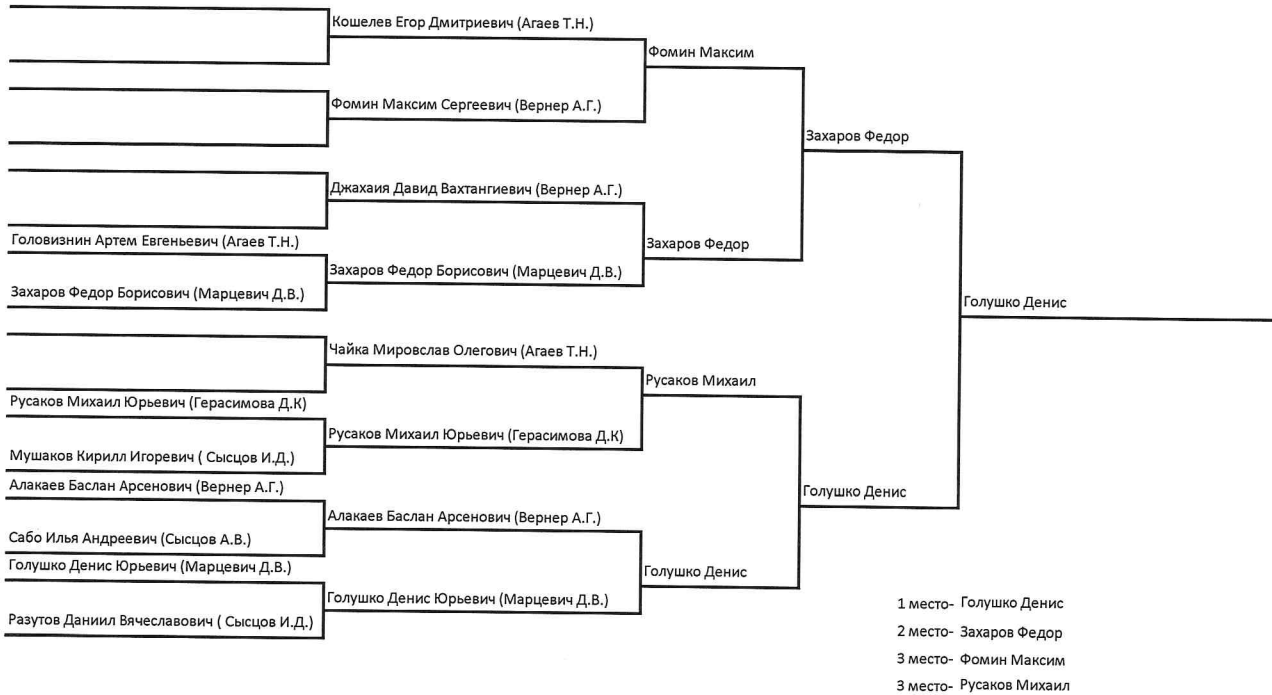 Кошелев Егор Дмитриевич (Агаев Т.Н.)
Фомин Максим
Фомин Максим Сергеевич (Вернер А.Г.)
Захаров Федор
Джахаия Давид Вахтангиевич (Вернер А.Г.)
Головизнин Артем Евгеньевич (Агаев Т.Н.)
Захаров Федор
Захаров Федор Борисович (Марцевич Д.В.)
Захаров Федор Борисович (Марцевич Д.В.)
Голушко Денис
Чайка Мировслав Олегович (Агаев Т.Н.)
Русаков Михаил
Русаков Михаил Юрьевич (Герасимова Д.К)
Русаков Михаил Юрьевич (Герасимова Д.К)
Мушаков Кирилл Игоревич ( Сысцов И.Д.)
Алакаев Баслан Арсенович (Вернер А.Г.)
Голушко Денис
Алакаев Баслан Арсенович (Вернер А.Г.)
Сабо Илья Андреевич (Сысцов А.В.)
Голушко Денис Юрьевич (Марцевич Д.В.)
Голушко Денис
Голушко Денис Юрьевич (Марцевич Д.В.)
Разутов Даниил Вячеславович ( Сысцов И.Д.)
1 место- Голушко Денис
2 место- Захаров Федор
3 место- Фомин Максим
3 место- Русаков Михаил